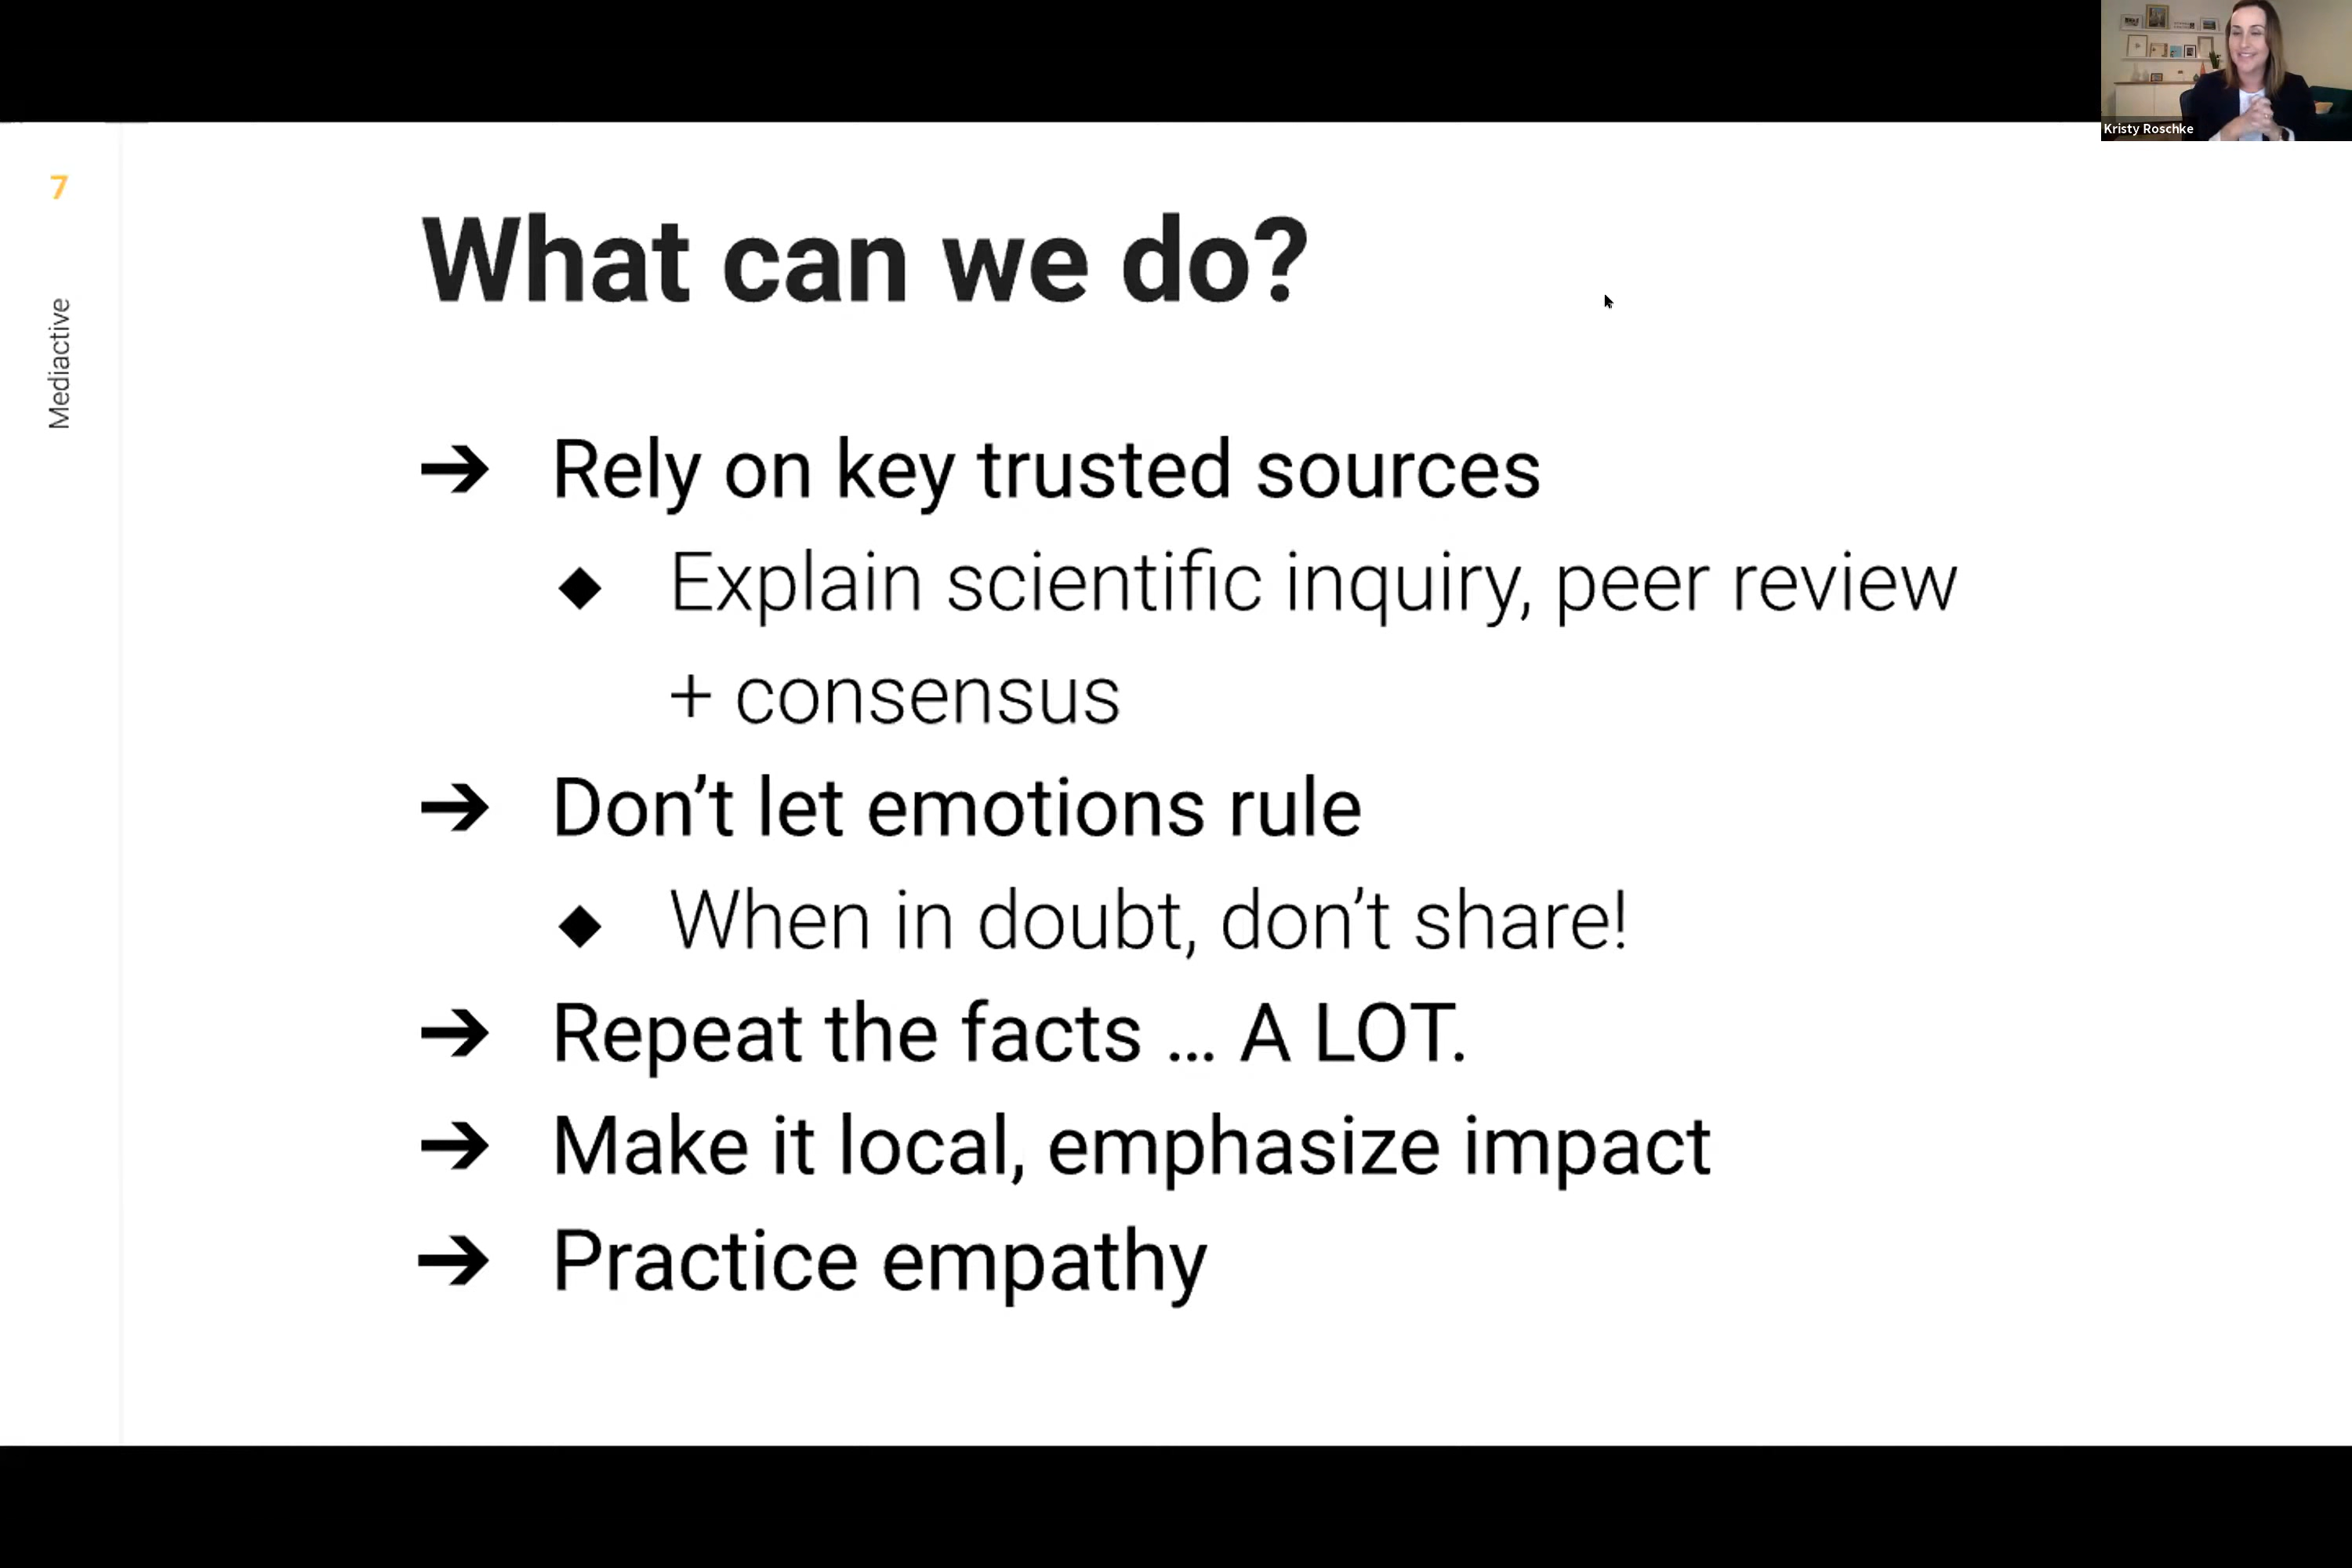 Kristy Roschke
7
Mediactive
What can we do?
➔ Rely on key trusted sources
◆ Explain scientific inquiry, peer review
+ consensus
➔ Don’t let emotions rule
◆ When in doubt, don’t share!
➔ Repeat the facts … A LOT.
➔ Make it local, emphasize impact
➔ Practice empathy